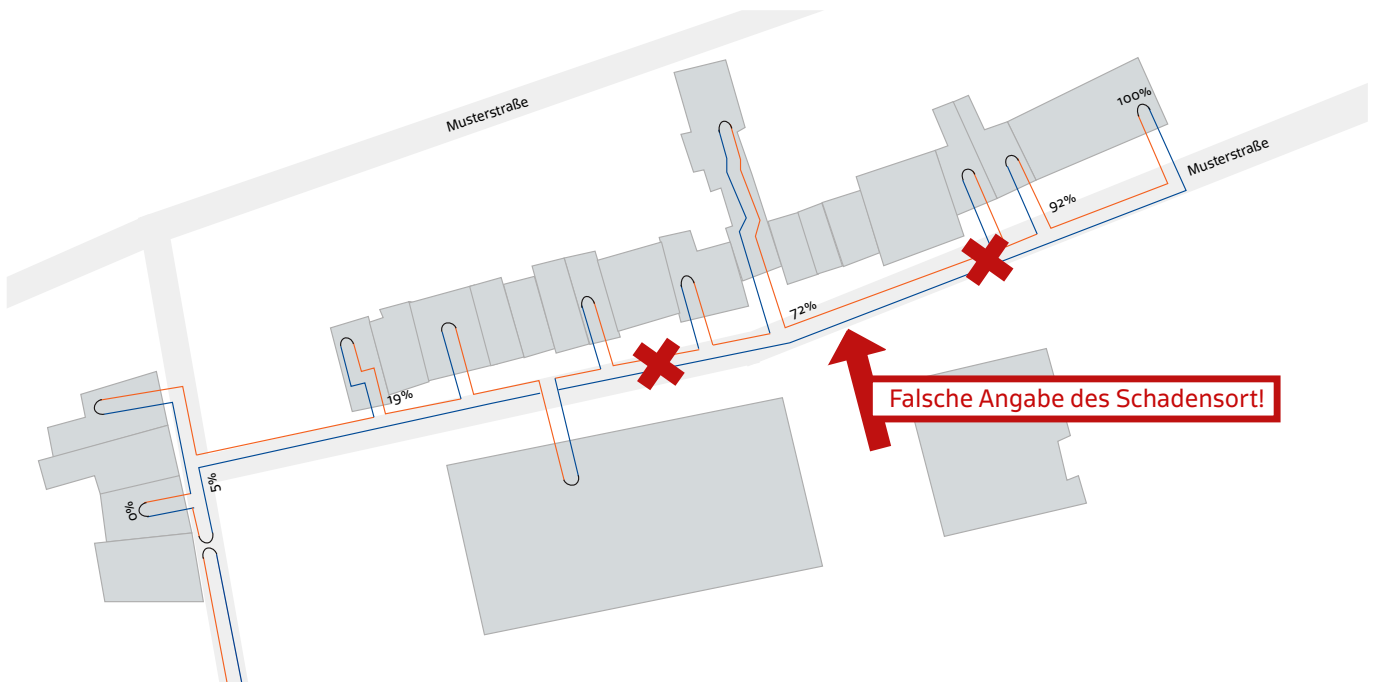 Musterstraße
100%
Musterstraße
92%
72%
Falsche Angabe des Schadensort!
19%
5%
0%